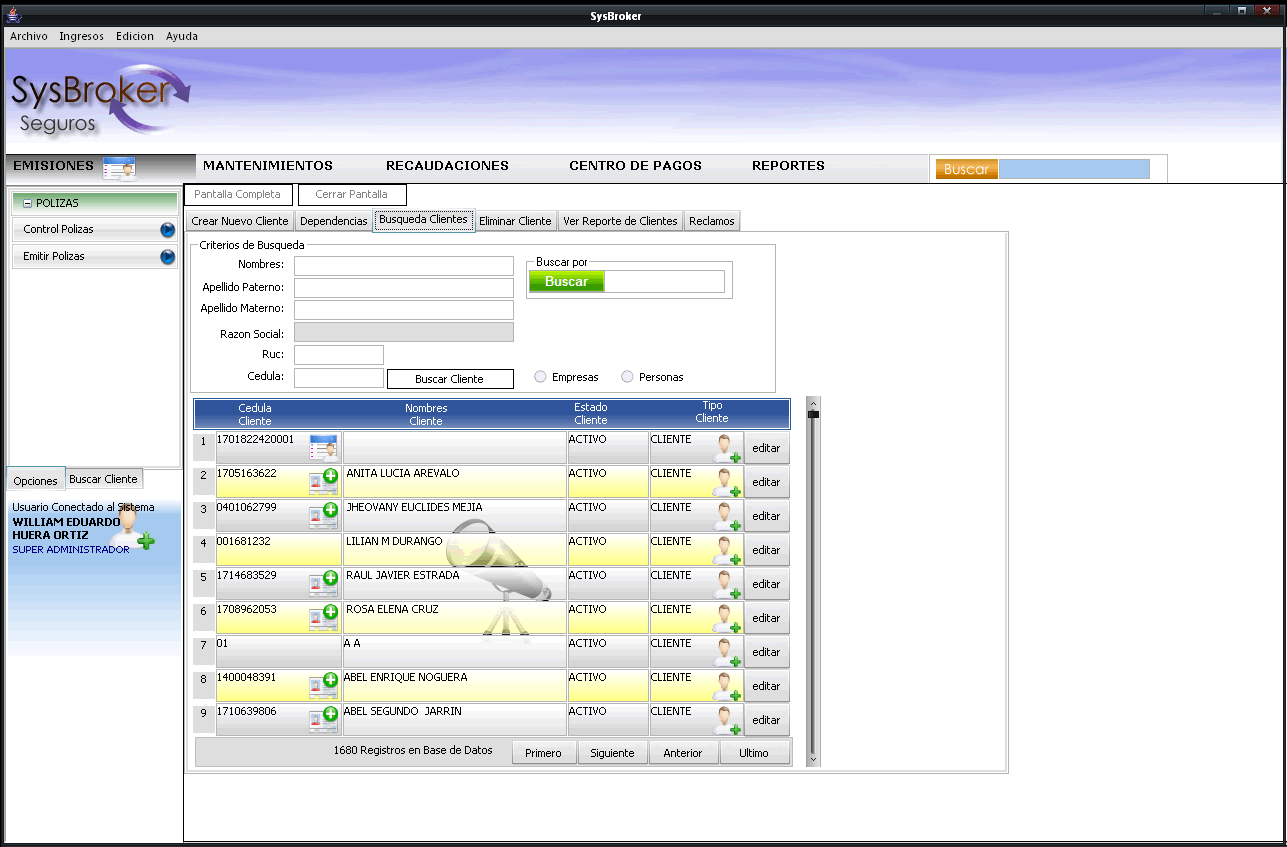 SysBroker
Archivo Ingresos Edicion Ayuda
SysBroker
Seguros
EMISIONES MANTENIMIENTOS RECAUDACIONES CENTRO DE PAGOS REPORTES Buscar
POLIZAS
Control Polizas
Emitir Polizas
Pantalla Completa Cerrar Pantalla
Crear Nuevo Cliente Dependencias Busqueda Clientes Eliminar Cliente Ver Reporte de Clientes Reclamos
Criterios de Busqueda
Nombres:
Apellido Paterno:
Apellido Materno:
Razon Social:
Ruc:
Cedula: Buscar Cliente Empresas Personas
Buscar por
Buscar
Cedula Cliente Nombres Cliente Estado Cliente Tipo Cliente
1 1701822420001 ACTIVO CLIENTE editar
2 1705163622 ANITA LUCIA AREVALO ACTIVO CLIENTE editar
3 0401062799 JHEOVANY EUCLIDES MEJIA ACTIVO CLIENTE editar
4 001681232 LILIAN M DURANGO ACTIVO CLIENTE editar
5 1714683529 RAUL JAVIER ESTRADA ACTIVO CLIENTE editar
6 1708962053 ROSA ELENA CRUZ ACTIVO CLIENTE editar
7 01 A A ACTIVO CLIENTE editar
8 1400048391 ABEL ENRIQUE NOGUERA ACTIVO CLIENTE editar
9 1710639806 ABEL SEGUNDO JARRIN ACTIVO CLIENTE editar
1680 Registros en Base de Datos Primero Siguiente Anterior Ultimo
Opciones Buscar Cliente
Usuario Conectado al Sistema
WILLIAM EDUARDO
HUERA ORTIZ
SUPER ADMINISTRADOR